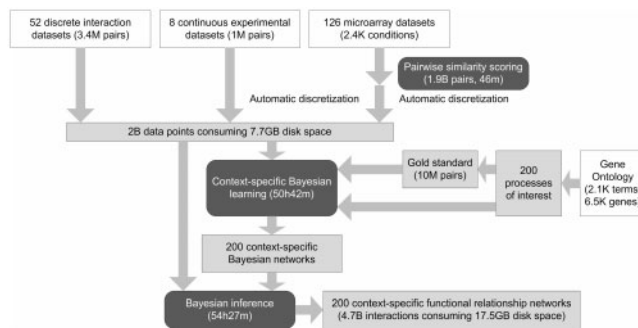 52 discrete interaction
datasets (3.4M pairs)
8 continuous experimental
datasets (1M pairs)
126 microarray datasets
(2.4K conditions)
Pairwise similarity scoring
(1.9B pairs, 46m)
Automatic discretization
Automatic discretization
2B data points consuming 7.7GB disk space
Gold standard
(10M pairs)
200
processes
of interest
Gene
Ontology
(2.1K terms
6.5K genes)
Context-specific Bayesian
learning (50h42m)
200 context-specific
Bayesian networks
Bayesian inference
(54h27m)
200 context-specific functional relationship networks
(4.7B interactions consuming 17.5GB disk space)